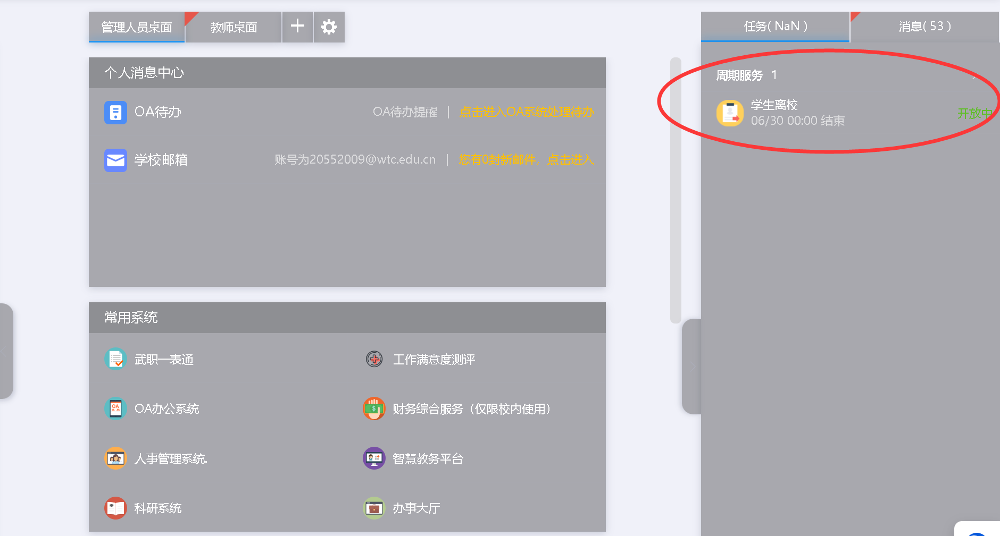 管理人员桌面
教师桌面
任务( NaN )
消息( 53 )
个人消息中心
OA待办
OA待办提醒 | 点击进入OA系统处理待办
学校邮箱
账号为20552009@wtc.edu.cn | 您有0封新邮件，点击进入
周期服务 1
学生离校
06/30 00:00 结束
开放中
常用系统
武职一表通
工作满意度测评
OA
OA办公系统
财务综合服务（仅限校内使用）
人事管理系统.
智慧教务平台
科研系统
办事大厅